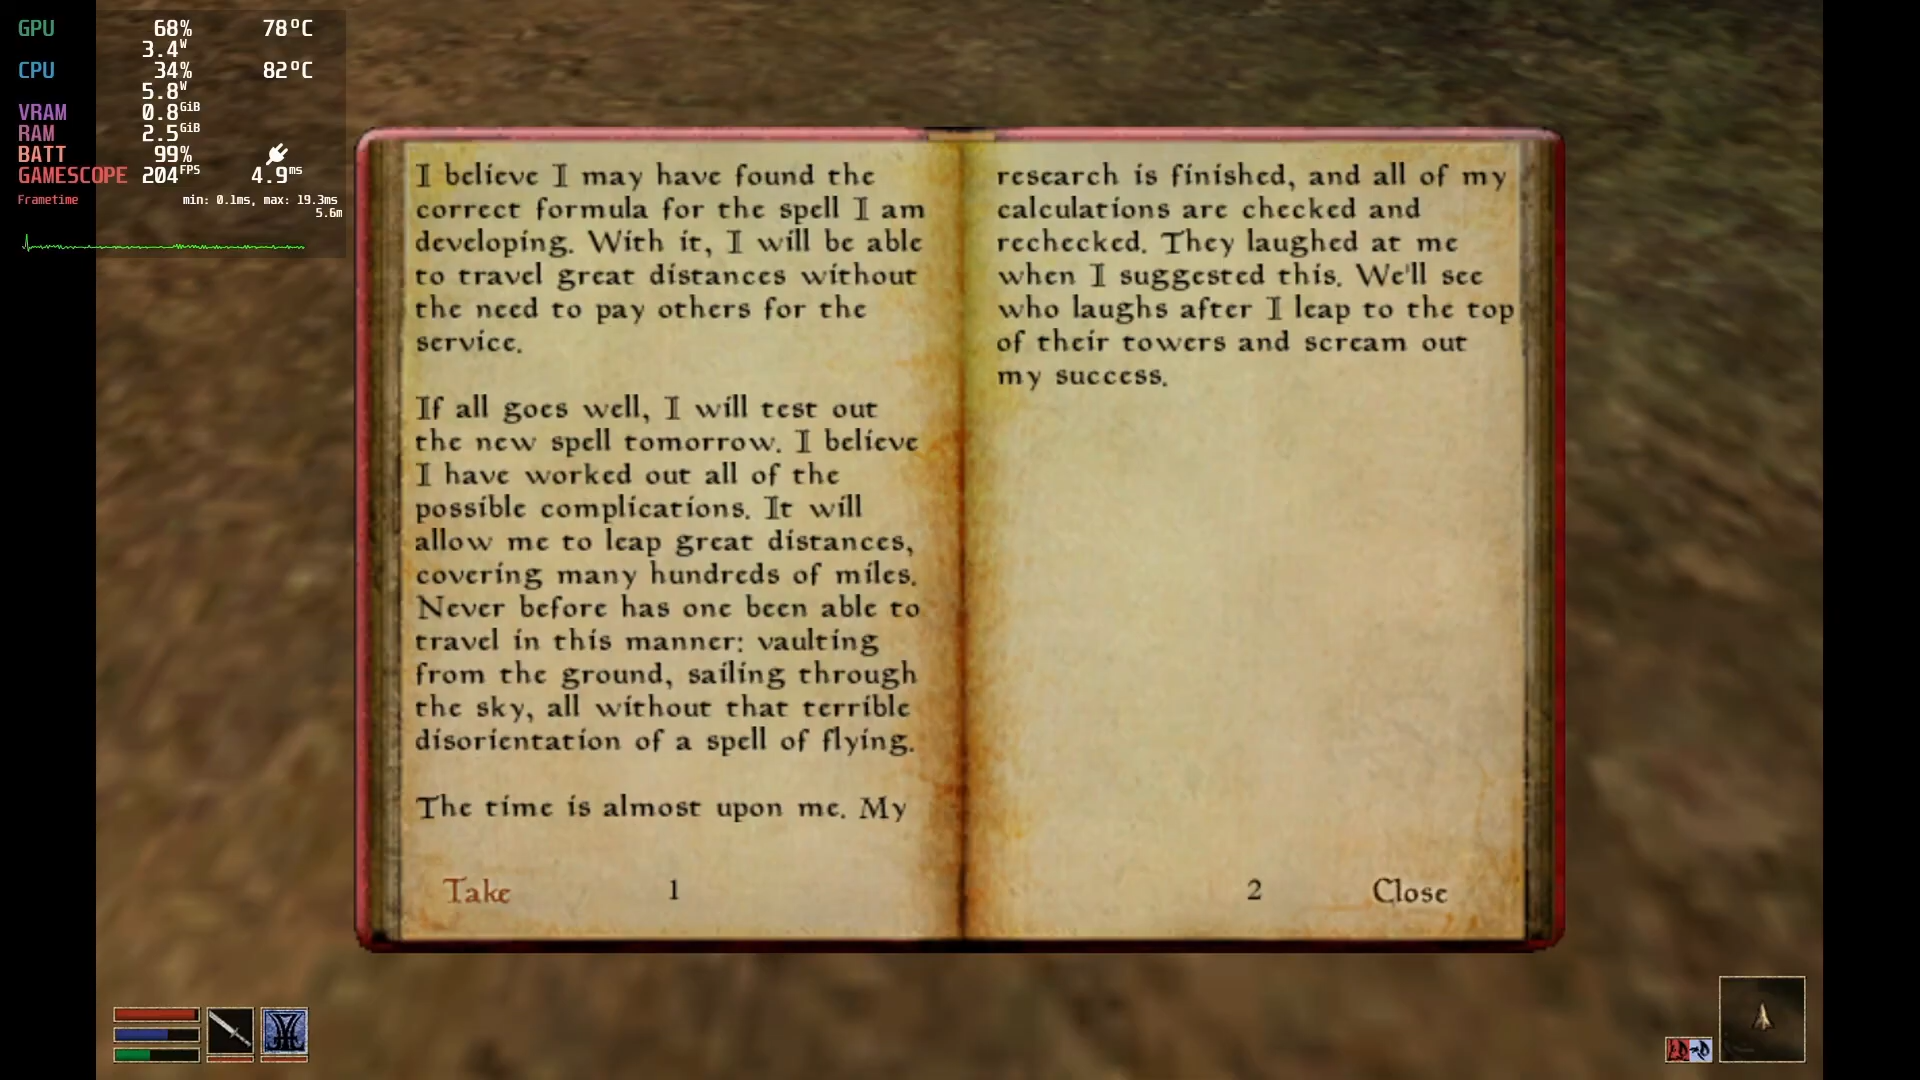 GPU 68% 78°C
3.4W
CPU 34% 82°C
5.8W
VRAM 0.8GiB
RAM 2.5GiB
BATT 99%
GAMESCOPE 204FPS 4.9ms
Frametime min: 0.1ms, max: 19.3ms
5.6m
I believe I may have found the
correct formula for the spell I am
developing. With it, I will be able
to travel great distances without
the need to pay others for the
service.
If all goes well, I will test out
the new spell tomorrow. I believe
I have worked out all of the
possible complications. It will
allow me to leap great distances,
covering many hundreds of miles.
Never before has one been able to
travel in this manner: vaulting
from the ground, sailing through
the sky, all without that terrible
disorientation of a spell of flying.
The time is almost upon me. My
Take 1
research is finished, and all of my
calculations are checked and
rechecked. They laughed at me
when I suggested this. We'll see
who laughs after I leap to the top
of their towers and scream out
my success.
2 Close